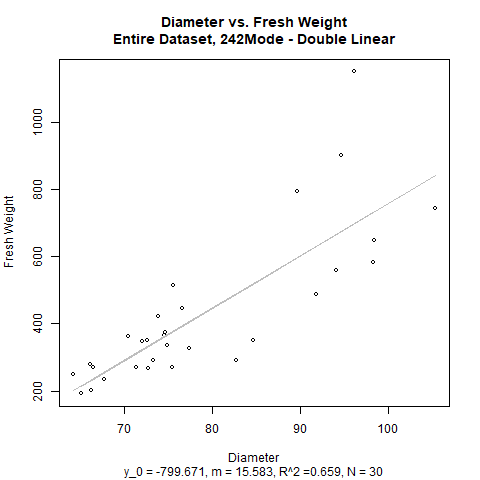 Diameter vs. Fresh Weight
Entire Dataset, 242Mode - Double Linear
Fresh Weight
1000
800
600
400
200
70 80 90 100
Diameter
y_0 = -799.671, m = 15.583, R^2 =0.659, N = 30